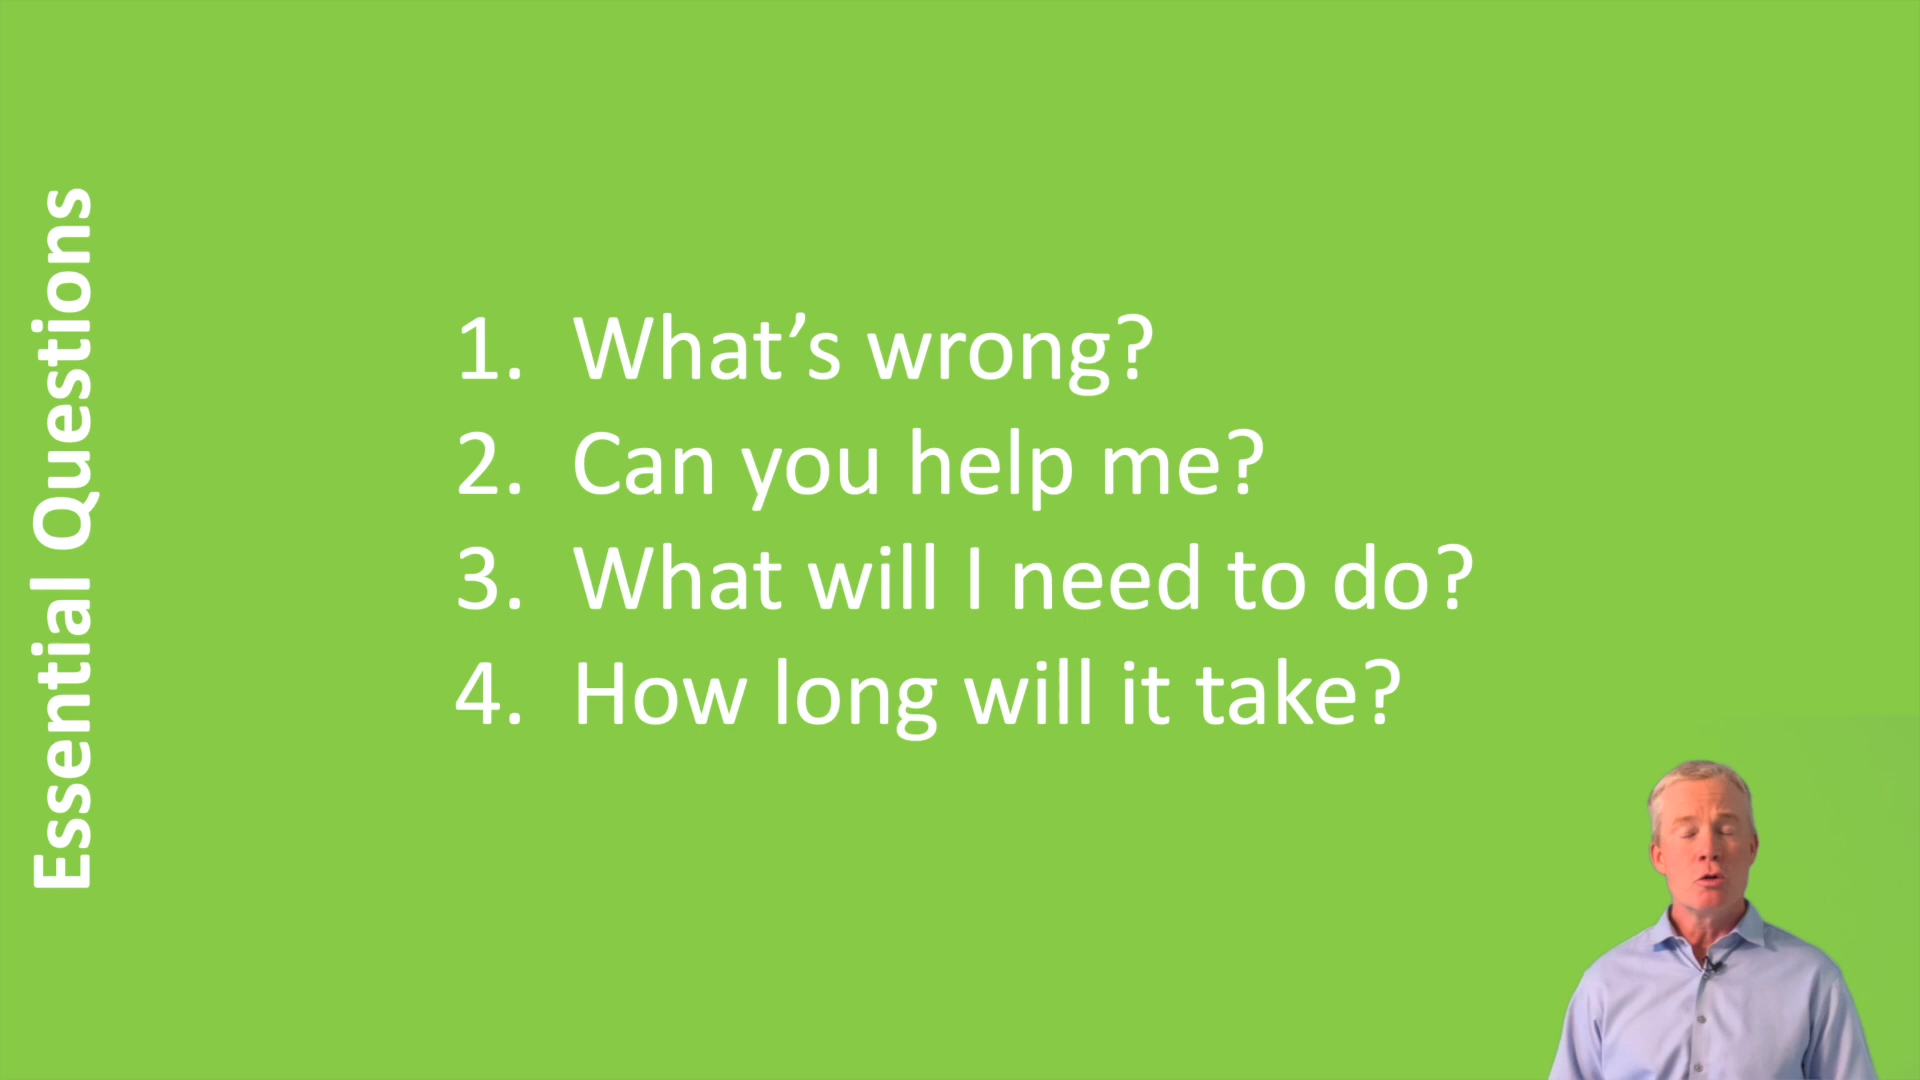 Essential Questions
1. What’s wrong?
2. Can you help me?
3. What will I need to do?
4. How long will it take?